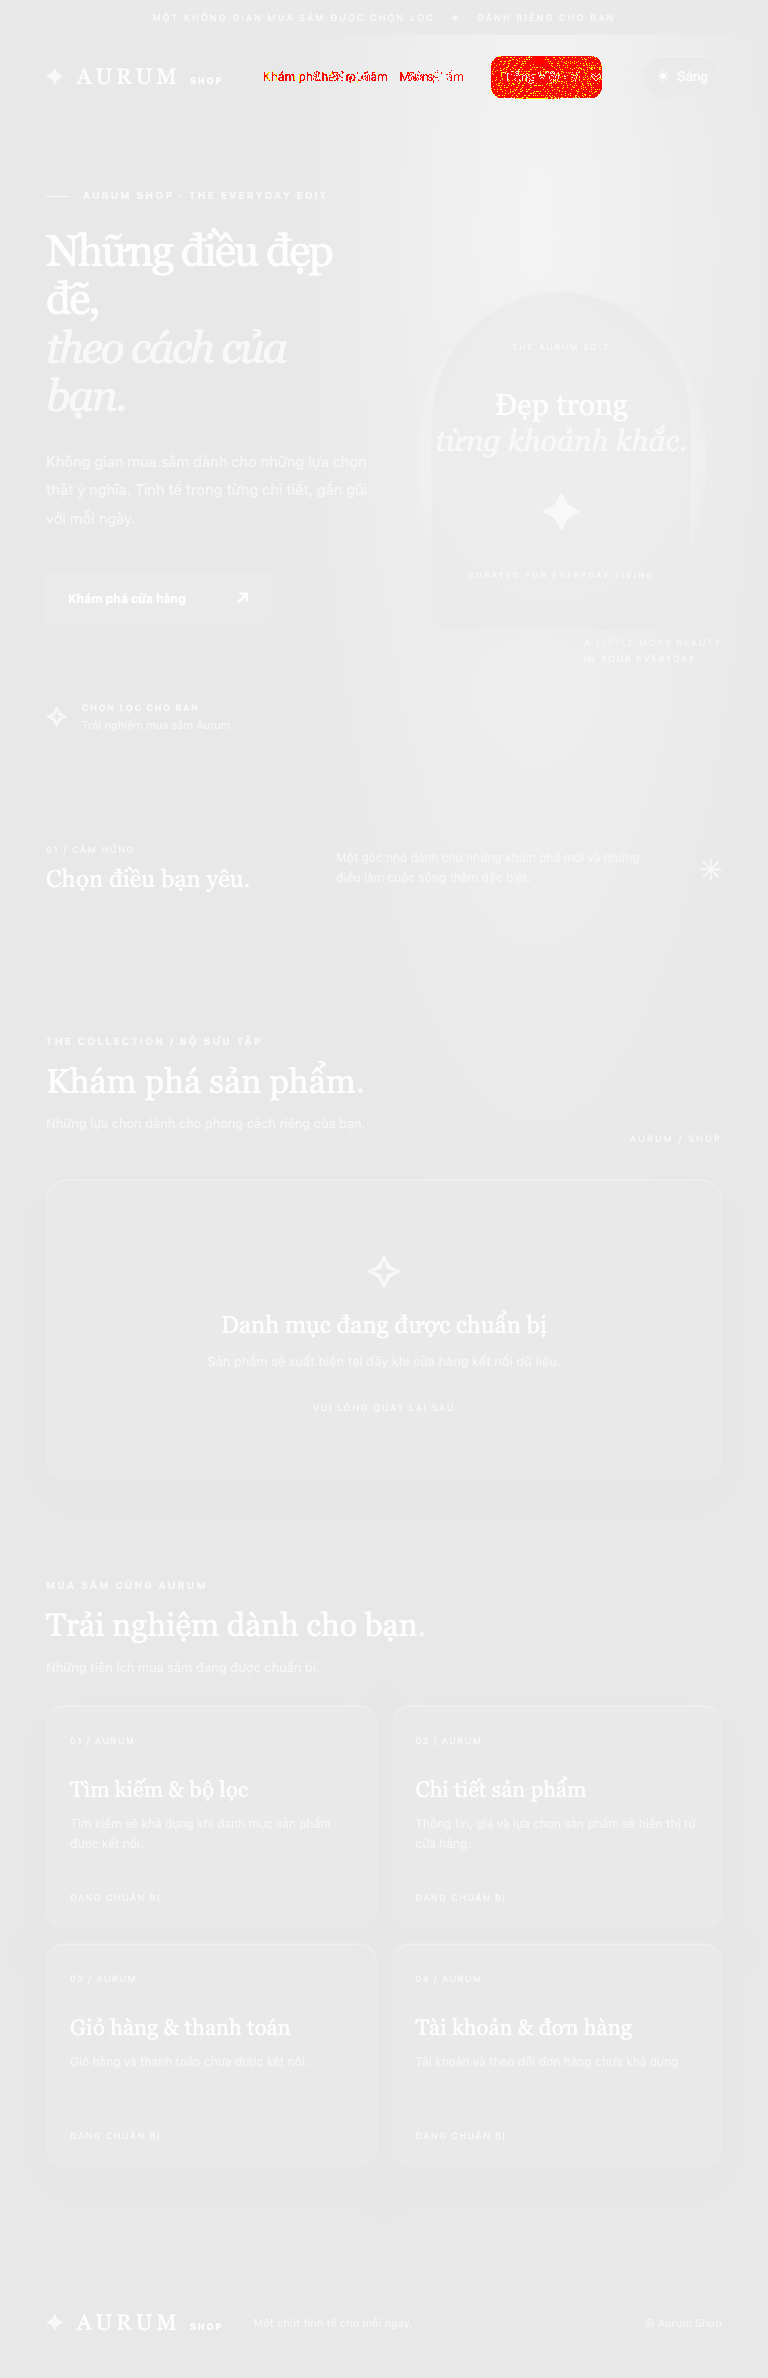 MỘT KHÔNG GIAN MUA SẮM ĐƯỢC CHỌN LỌC ✦ DÀNH RIÊNG CHO BẠN
AURUM SHOP
Khám phá
Sáng
AURUM SHOP · THE EVERYDAY EDIT
Những điều đẹp
đẽ,
theo cách của
bạn.
Không gian mua sắm dành cho những lựa chọn
thật ý nghĩa. Tinh tế trong từng chi tiết, gần gũi
với mỗi ngày.
Khám phá cửa hàng
THE AURUM EDIT
Đẹp trong
từng khoảnh khắc.
CURATED FOR EVERYDAY LIVING
A LITTLE MORE BEAUTY
IN YOUR EVERYDAY
CHỌN LỌC CHO BẠN
Trải nghiệm mua sắm Aurum
01 / CẢM HỨNG
Chọn điều bạn yêu.
Một góc nhỏ dành cho những khám phá mới và những
điều làm cuộc sống thêm đặc biệt.
THE COLLECTION / BỘ SƯU TẬP
Khám phá sản phẩm.
Những lựa chọn dành cho phong cách riêng của bạn.
AURUM / SHOP
Danh mục đang được chuẩn bị
Sản phẩm sẽ xuất hiện tại đây khi cửa hàng kết nối dữ liệu.
VUI LÒNG QUAY LẠI SAU
MUA SẮM CÙNG AURUM
Trải nghiệm dành cho bạn.
Những tiện ích mua sắm đang được chuẩn bị.
01 / AURUM
Tìm kiếm & bộ lọc
Tìm kiếm sẽ khả dụng khi danh mục sản phẩm
được kết nối.
ĐANG CHUẨN BỊ
02 / AURUM
Chi tiết sản phẩm
Thông tin, giá và lựa chọn sản phẩm sẽ hiển thị từ
cửa hàng.
ĐANG CHUẨN BỊ
03 / AURUM
Giỏ hàng & thanh toán
Giỏ hàng và thanh toán chưa được kết nối.
ĐANG CHUẨN BỊ
04 / AURUM
Tài khoản & đơn hàng
Tài khoản và theo dõi đơn hàng chưa khả dụng.
ĐANG CHUẨN BỊ
AURUM SHOP
Một chút tinh tế cho mỗi ngày.
© Aurum Shop